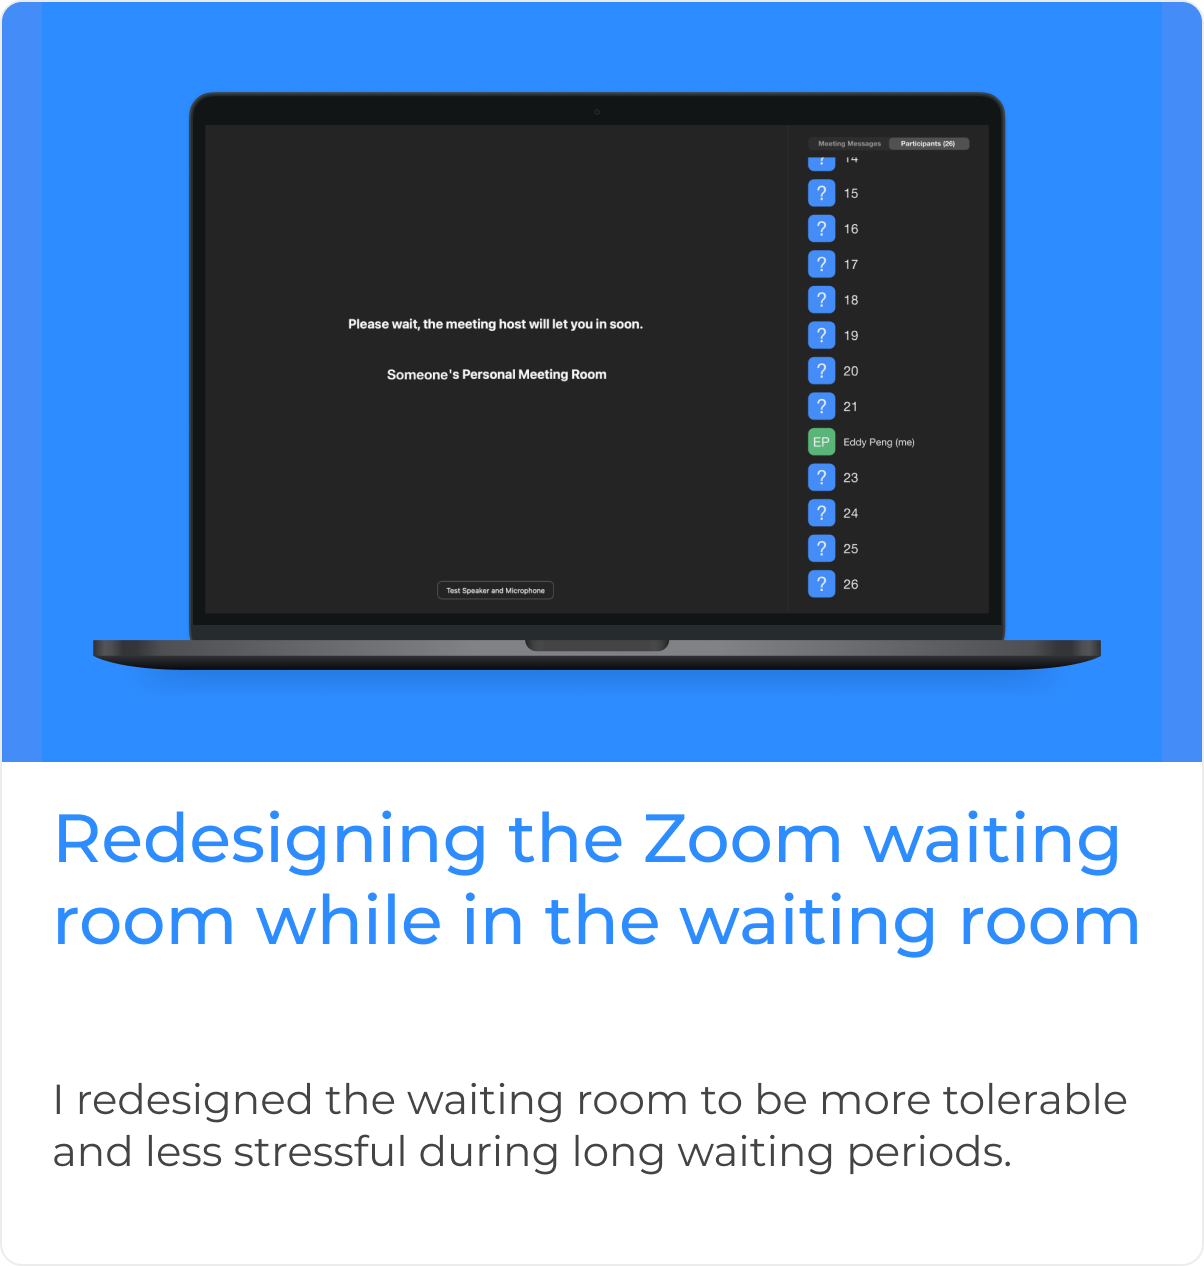 Meeting Messages Participants (26)
? 14
? 15
? 16
? 17
? 18
? 19
? 20
? 21
EP Eddy Peng (me)
? 23
? 24
? 25
? 26
Please wait, the meeting host will let you in soon.
Someone's Personal Meeting Room
Test Speaker and Microphone
Redesigning the Zoom waiting
room while in the waiting room
I redesigned the waiting room to be more tolerable
and less stressful during long waiting periods.